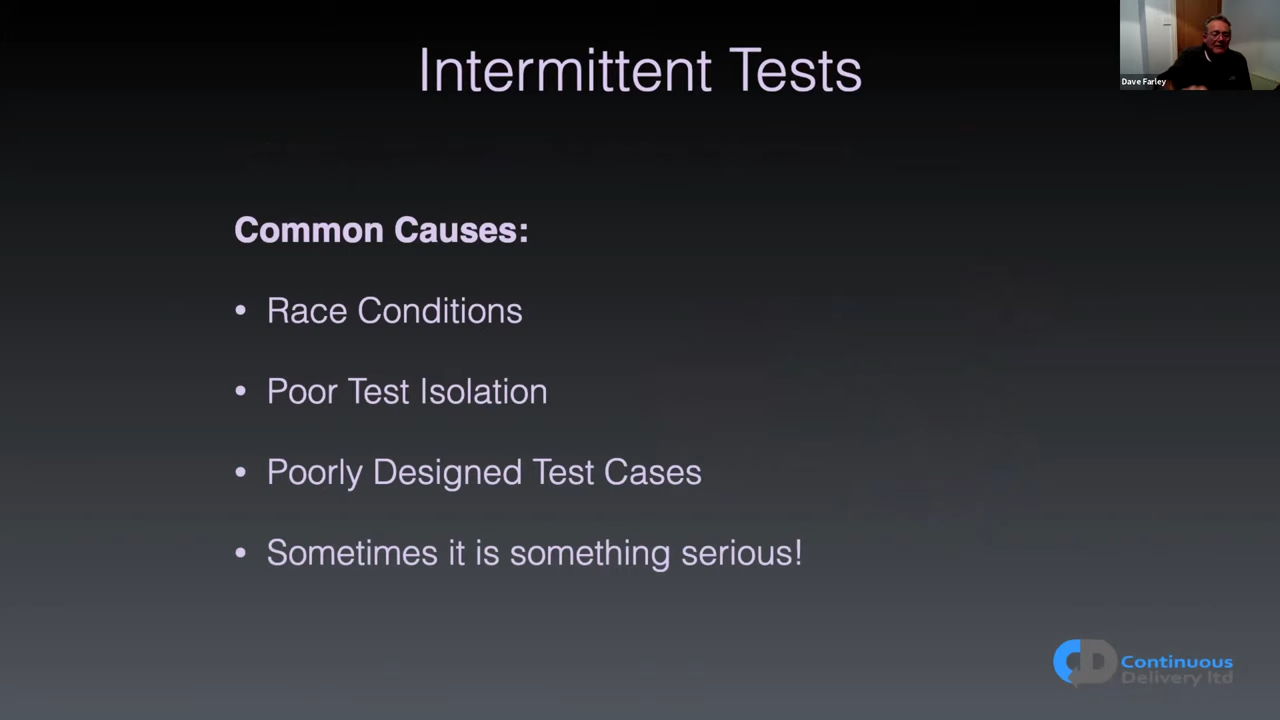 Intermittent Tests
Dave Farley
Common Causes:
• Race Conditions
• Poor Test Isolation
• Poorly Designed Test Cases
• Sometimes it is something serious!
CD
Continuous
Delivery ltd